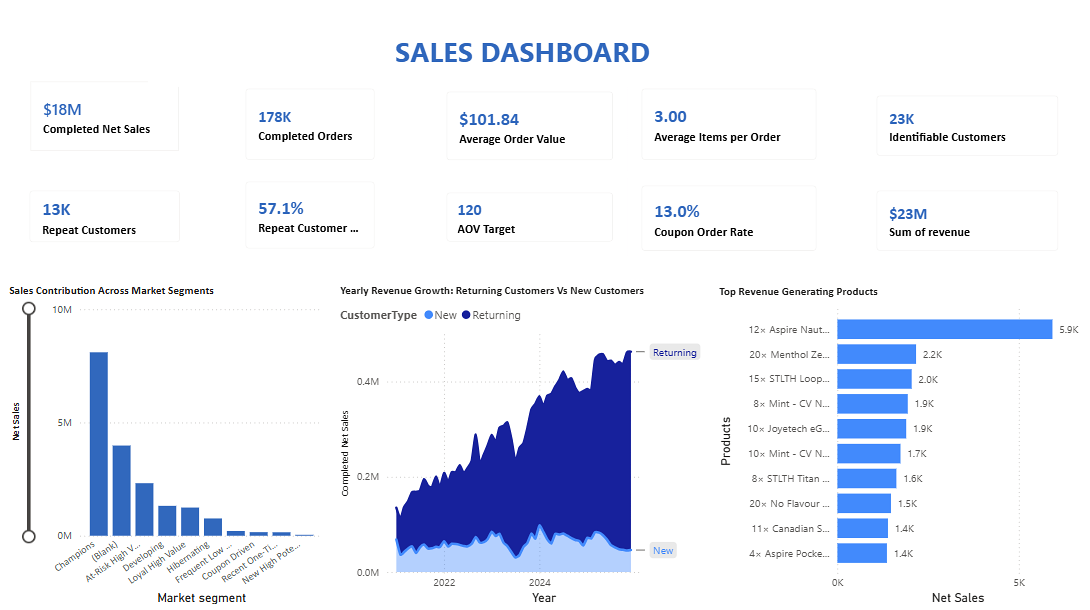 SALES DASHBOARD
$18M
Completed Net Sales
178K
Completed Orders
$101.84
Average Order Value
3.00
Average Items per Order
23K
Identifiable Customers
13K
Repeat Customers
57.1%
Repeat Customer ...
120
AOV Target
13.0%
Coupon Order Rate
$23M
Sum of revenue
Sales Contribution Across Market Segments
Net Sales
10M
5M
0M
Champions
(Blank)
At-Risk High V...
Developing
Loyal High Value
Hibernating
Frequent Low ...
Coupon Driven
Recent One-Ti...
New High Pote...
Market segment
Yearly Revenue Growth: Returning Customers Vs New Customers
CustomerType New Returning
Completed Net Sales
0.4M
0.2M
0.0M
Returning
New
2022 2024
Year
Top Revenue Generating Products
Products
12× Aspire Naut... 5.9K
20× Menthol Ze... 2.2K
15× STLTH Loop... 2.0K
8× Mint - CV N... 1.9K
10× Joyetech eG... 1.9K
10× Mint - CV N... 1.7K
8× STLTH Titan ... 1.6K
20× No Flavour ... 1.5K
11× Canadian S... 1.4K
4× Aspire Pocke... 1.4K
0K 5K
Net Sales